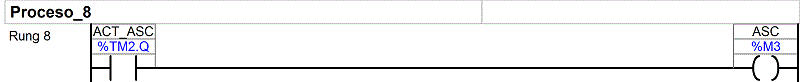 Proceso_8
Rung 8
ACT_ASC ASC
%TM2.Q %M3